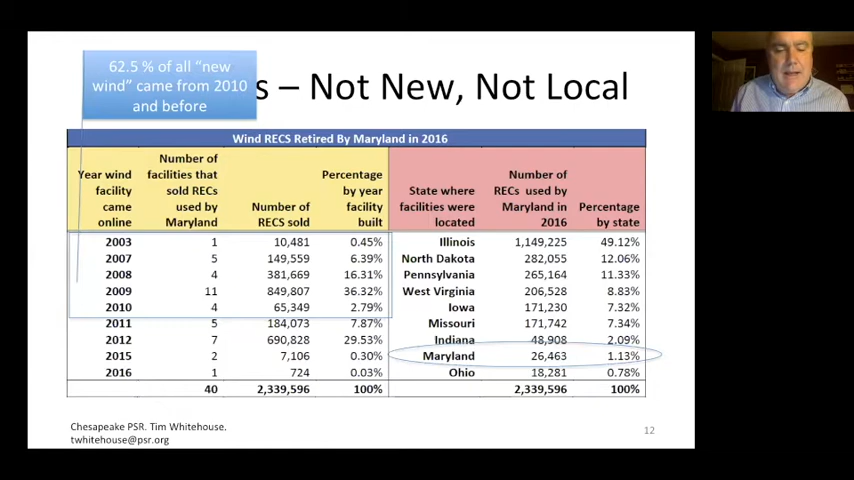 62.5 % of all “new
wind” came from 2010
and before
s – Not New, Not Local
Wind RECS Retired By Maryland in 2016
Year wind facility came online | Number of facilities that sold RECs used by Maryland | Number of RECS sold | Percentage by year facility built | State where facilities were located | Number of RECs used by Maryland in 2016 | Percentage by state
2003 1 10,481 0.45% Illinois 1,149,225 49.12%
2007 5 149,559 6.39% North Dakota 282,055 12.06%
2008 4 381,669 16.31% Pennsylvania 265,164 11.33%
2009 11 849,807 36.32% West Virginia 206,528 8.83%
2010 4 65,349 2.79% Iowa 171,230 7.32%
2011 5 184,073 7.87% Missouri 171,742 7.34%
2012 7 690,828 29.53% Indiana 48,908 2.09%
2015 2 7,106 0.30% Maryland 26,463 1.13%
2016 1 724 0.03% Ohio 18,281 0.78%
40 2,339,596 100% 2,339,596 100%
Chesapeake PSR. Tim Whitehouse.
twhitehouse@psr.org
12